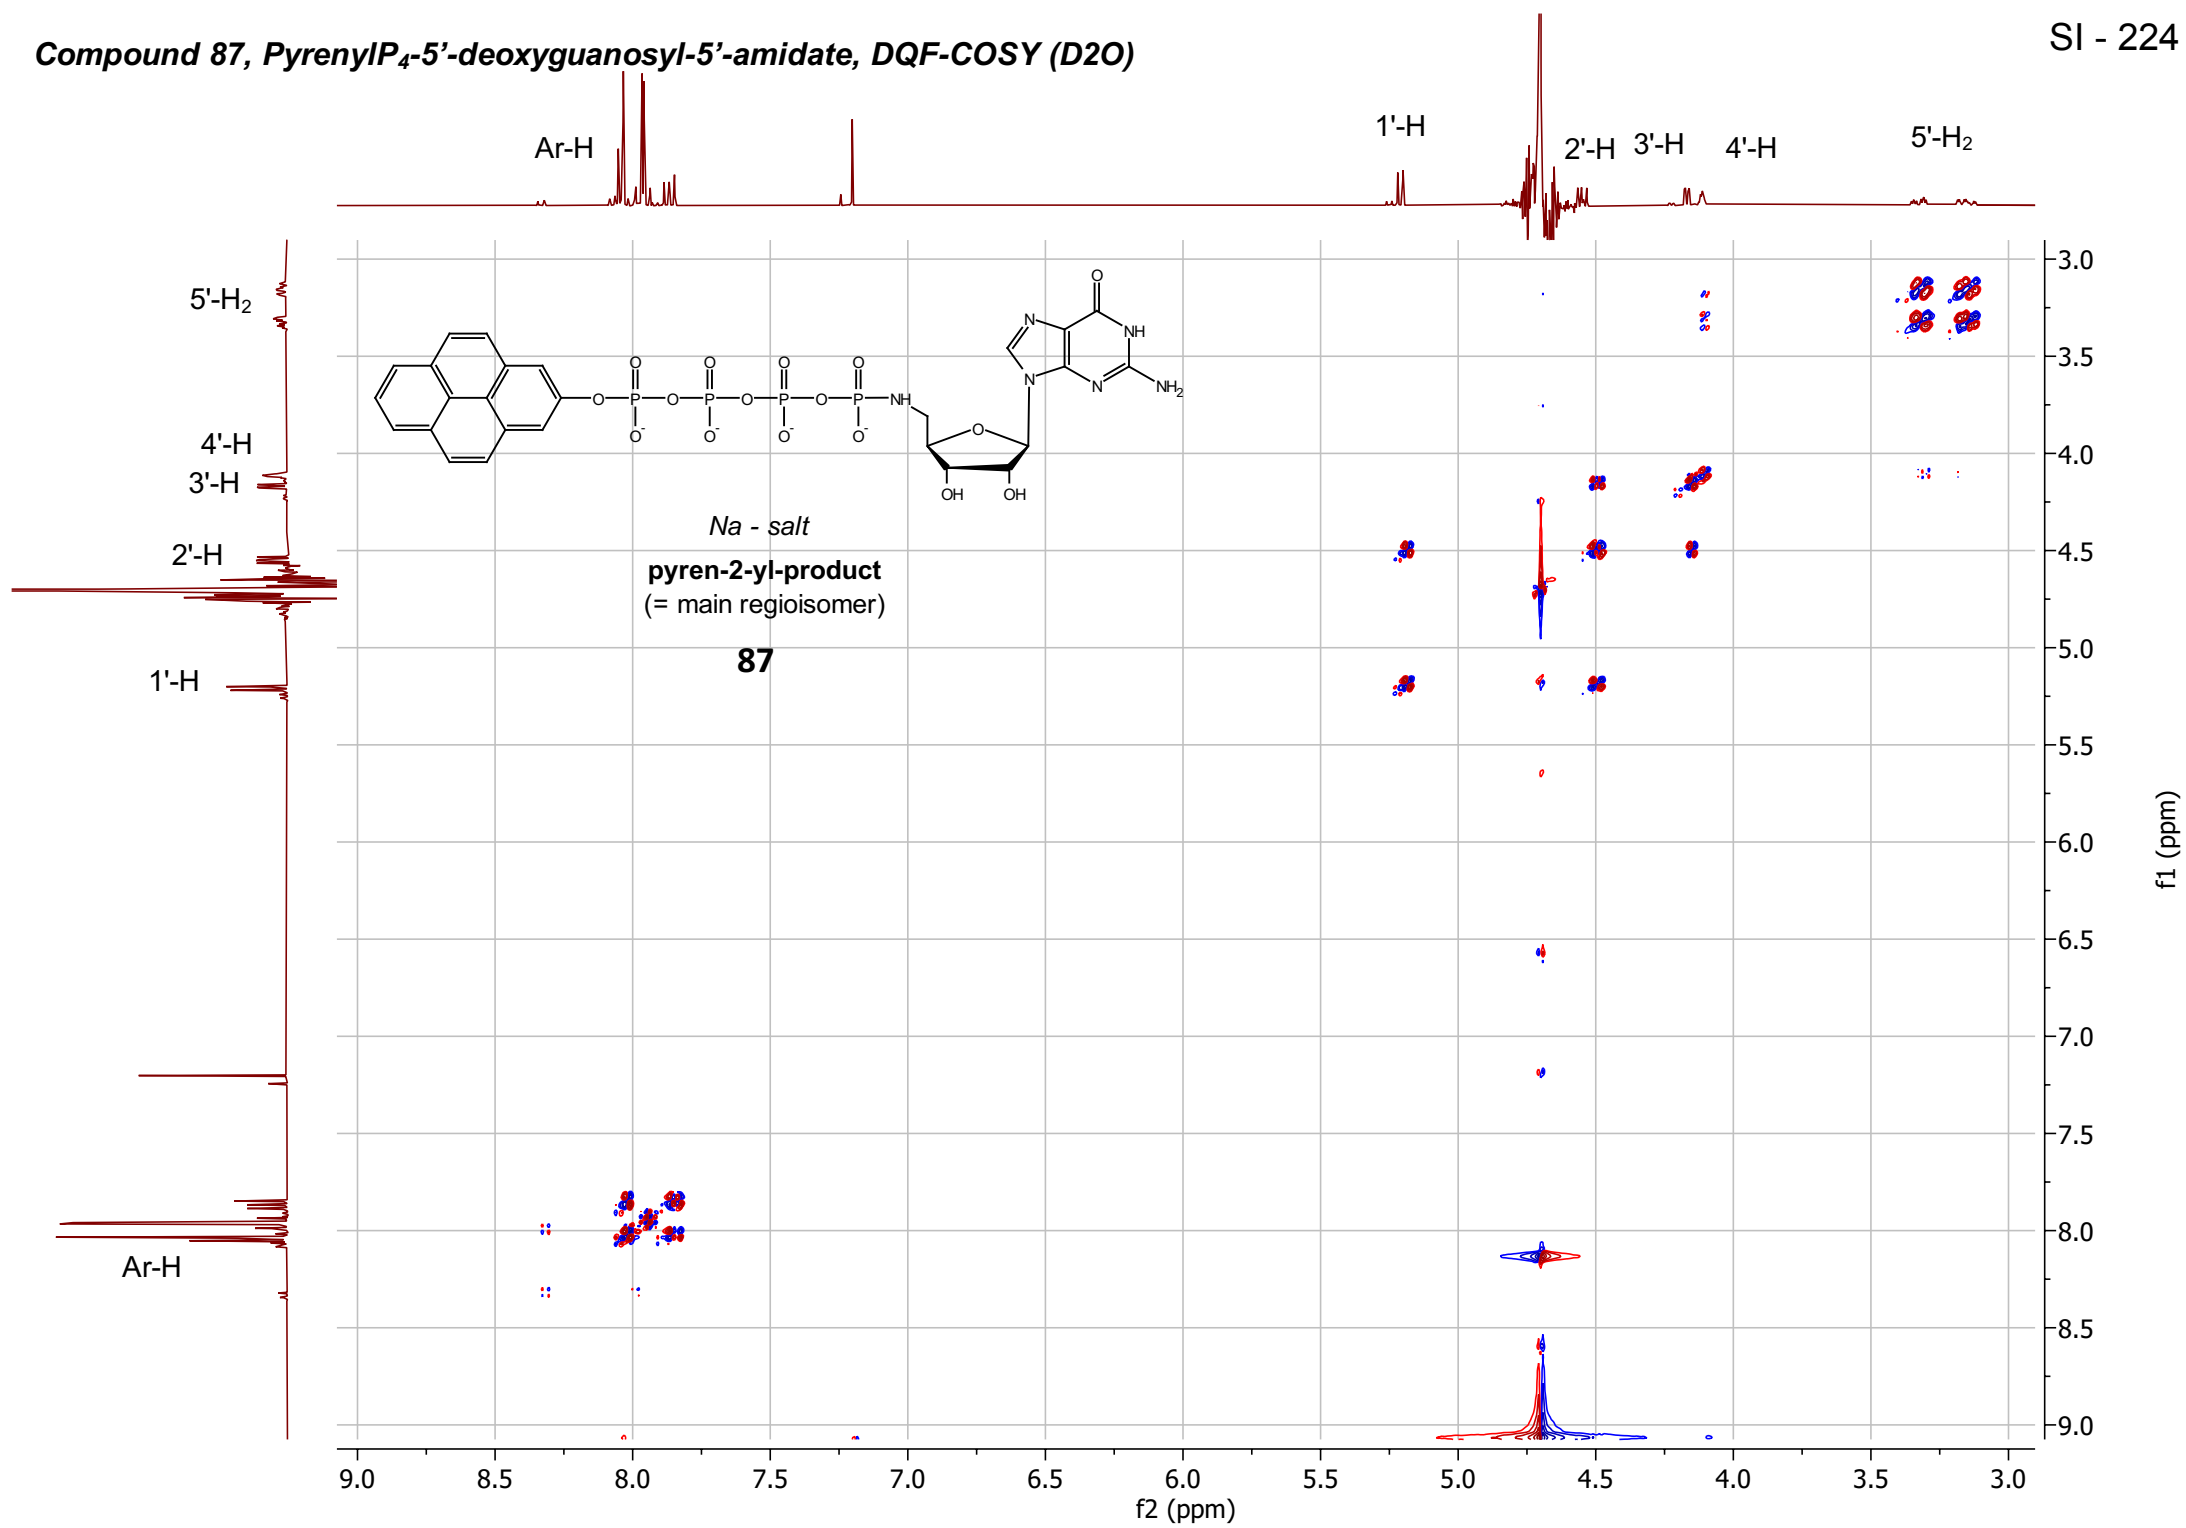 SI - 224
Compound 87, PyrenylP4-5'-deoxyguanosyl-5'-amidate, DQF-COSY (D2O)
Ar-H
1'-H
2'-H
3'-H
4'-H
5'-H2
5'-H2
4'-H
3'-H
2'-H
1'-H
Ar-H
O
N
NH
N
N
NH2
O O O O
O P O P O P O P NH
O- O- O- O-
O
OH OH
Na - salt
pyren-2-yl-product
(= main regioisomer)
87
3.0
3.5
4.0
4.5
5.0
5.5
6.0
6.5
7.0
7.5
8.0
8.5
9.0
f1 (ppm)
9.0 8.5 8.0 7.5 7.0 6.5 6.0 5.5 5.0 4.5 4.0 3.5 3.0
f2 (ppm)